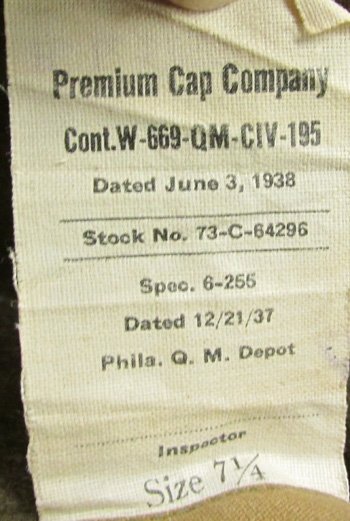 Premium Cap Company
Cont.W-669-QM-CIV-195
Dated June 3, 1938
Stock No. 73-C-64296
Spec. 6-255
Dated 12/21/37
Phila. Q. M. Depot
Inspector
Size 7¼